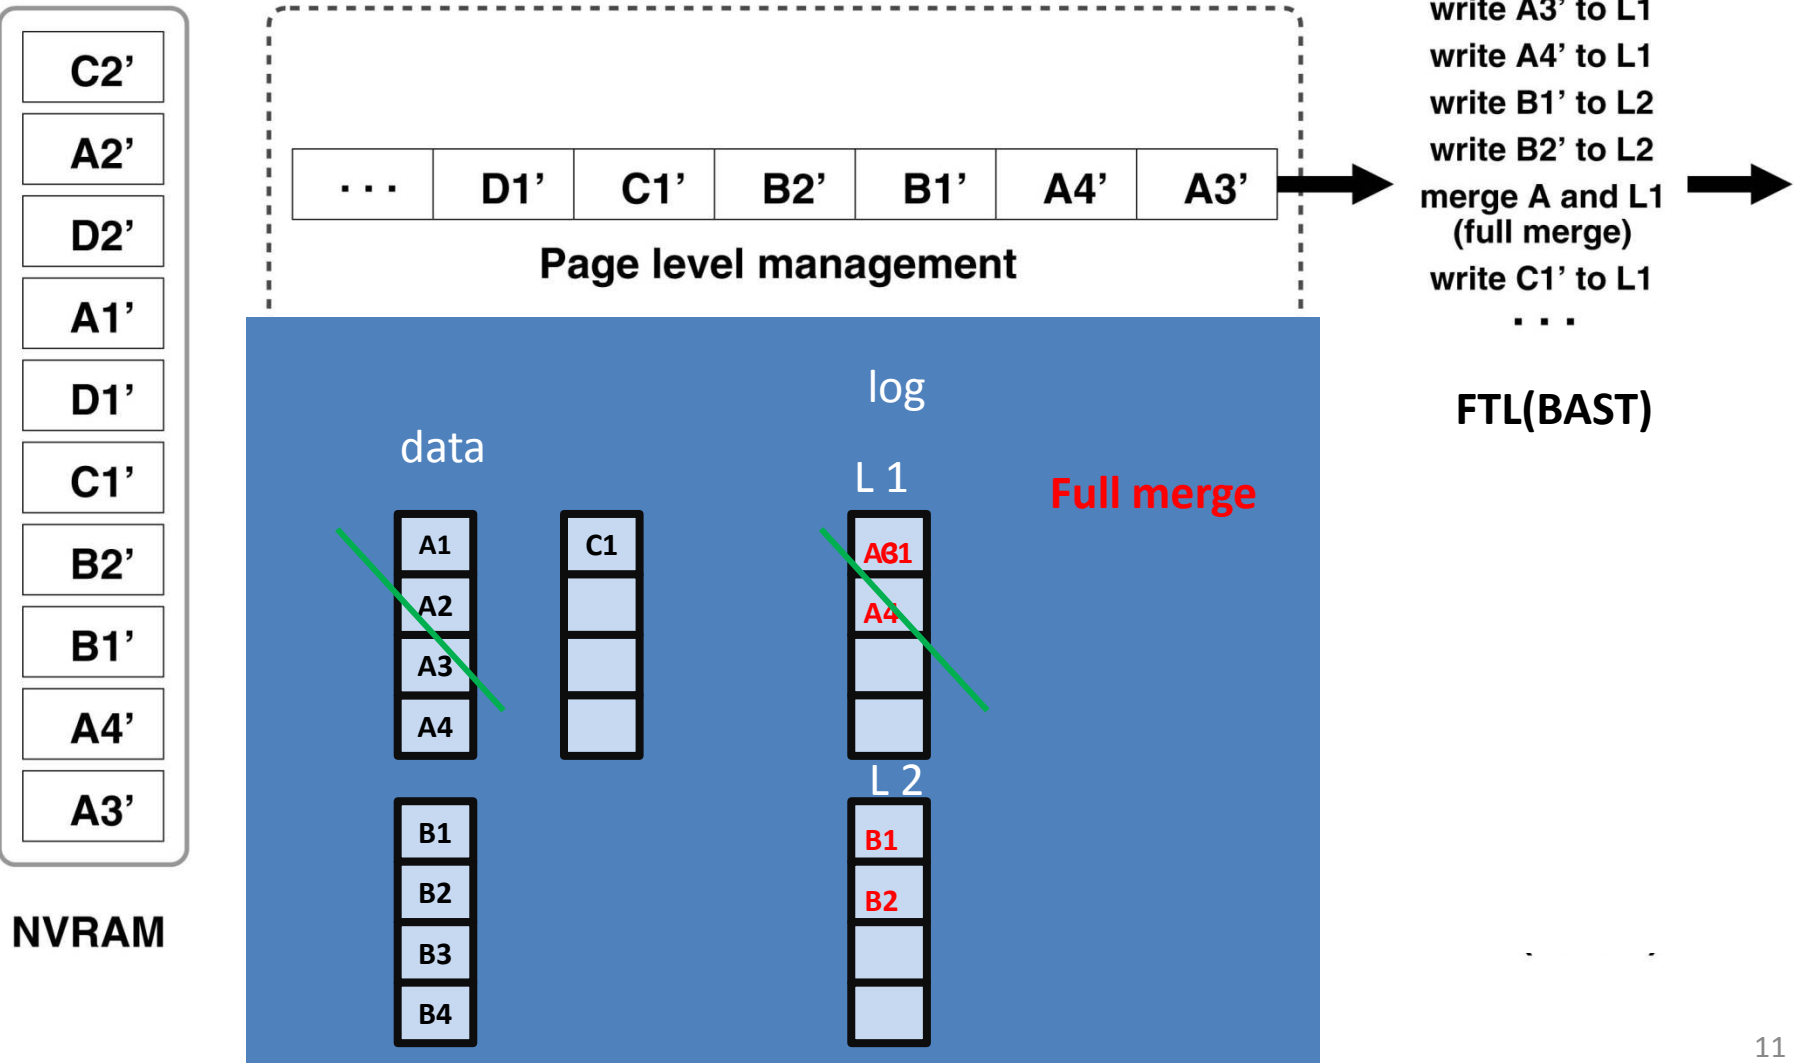 C2’
A2’
D2’
A1’
D1’
C1’
B2’
B1’
A4’
A3’
NVRAM
... D1’ C1’ B2’ B1’ A4’ A3’
Page level management
write A3’ to L1
write A4’ to L1
write B1’ to L2
write B2’ to L2
merge A and L1
(full merge)
write C1’ to L1
...
FTL(BAST)
log
data
L 1
Full merge
A1
A2
A3
A4
C1
A4
L 2
B1
B2
B3
B4
B1
B2
11